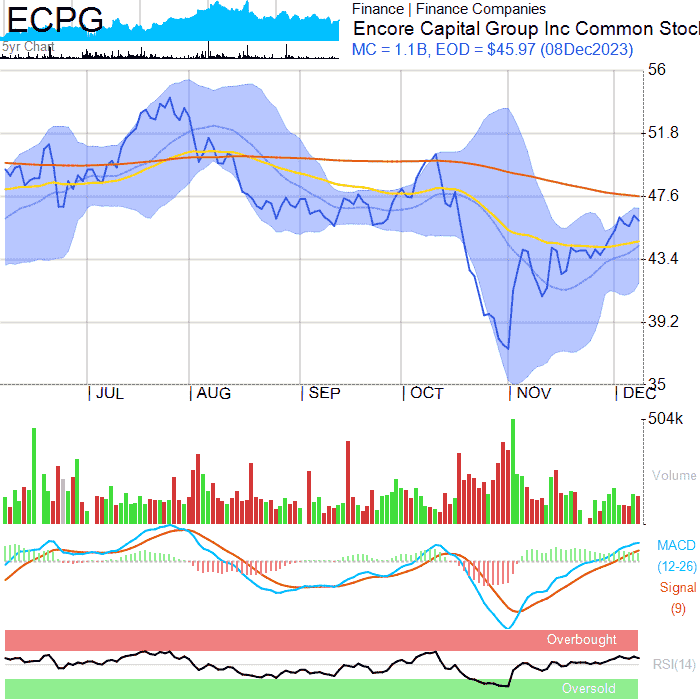 ECPG
5yr Chart
Finance | Finance Companies
Encore Capital Group Inc Common Stoc
MC = 1.1B, EOD = $45.97 (08Dec2023)
56
51.8
47.6
43.4
39.2
35
JUL AUG SEP OCT NOV DEC
504k
Volume
MACD
(12-26)
Signal
(9)
Overbought
RSI(14)
Oversold